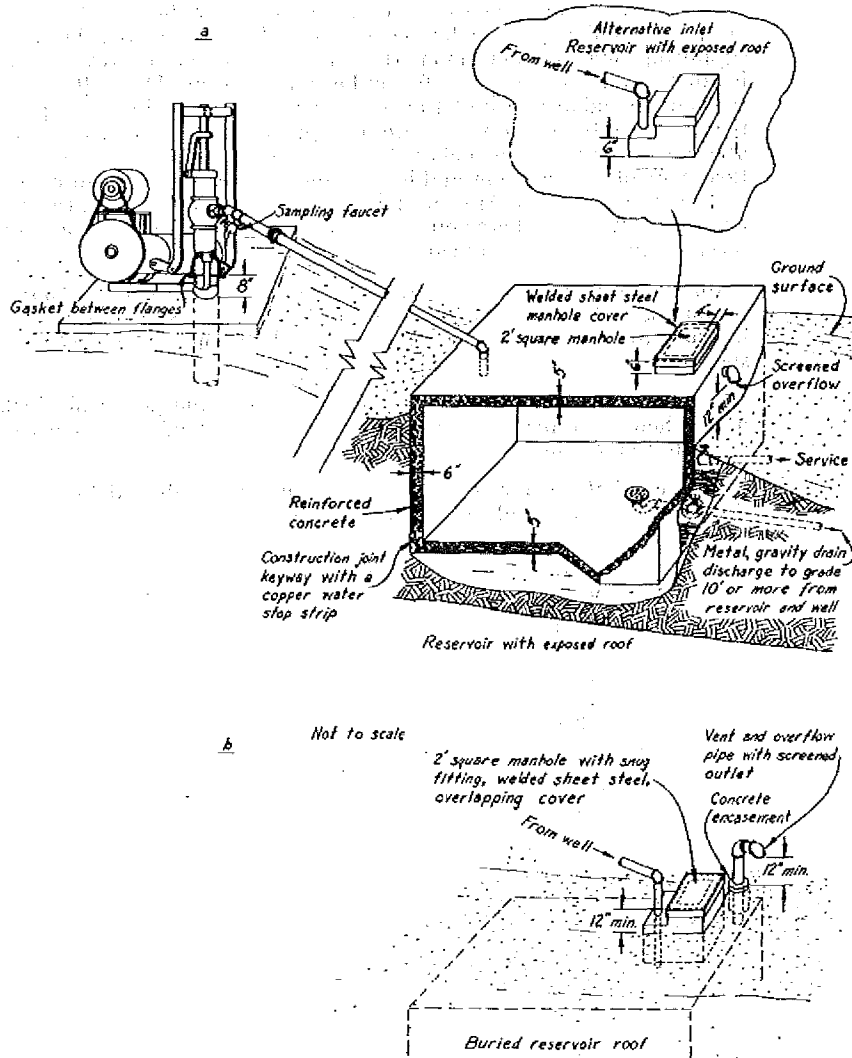 a
Alternative inlet
Reservoir with exposed roof
From well
6"
Sampling faucet
8"
Gasket between flanges
Ground
surface
Welded sheet steel
manhole cover
2' square manhole
4"
6"
Screened
overflow
12" min.
5"
6"
Service
Reinforced
concrete
5"
Construction joint
keyway with a
copper water
stop strip
Metal, gravity drain
discharge to grade
10' or more from
reservoir and well
Reservoir with exposed roof
b
Not to scale
2' square manhole with snug
fitting, welded sheet steel,
overlapping cover
Vent and overflow
pipe with screened
outlet
Concrete
encasement
From well
12" min.
12" min.
Buried reservoir roof